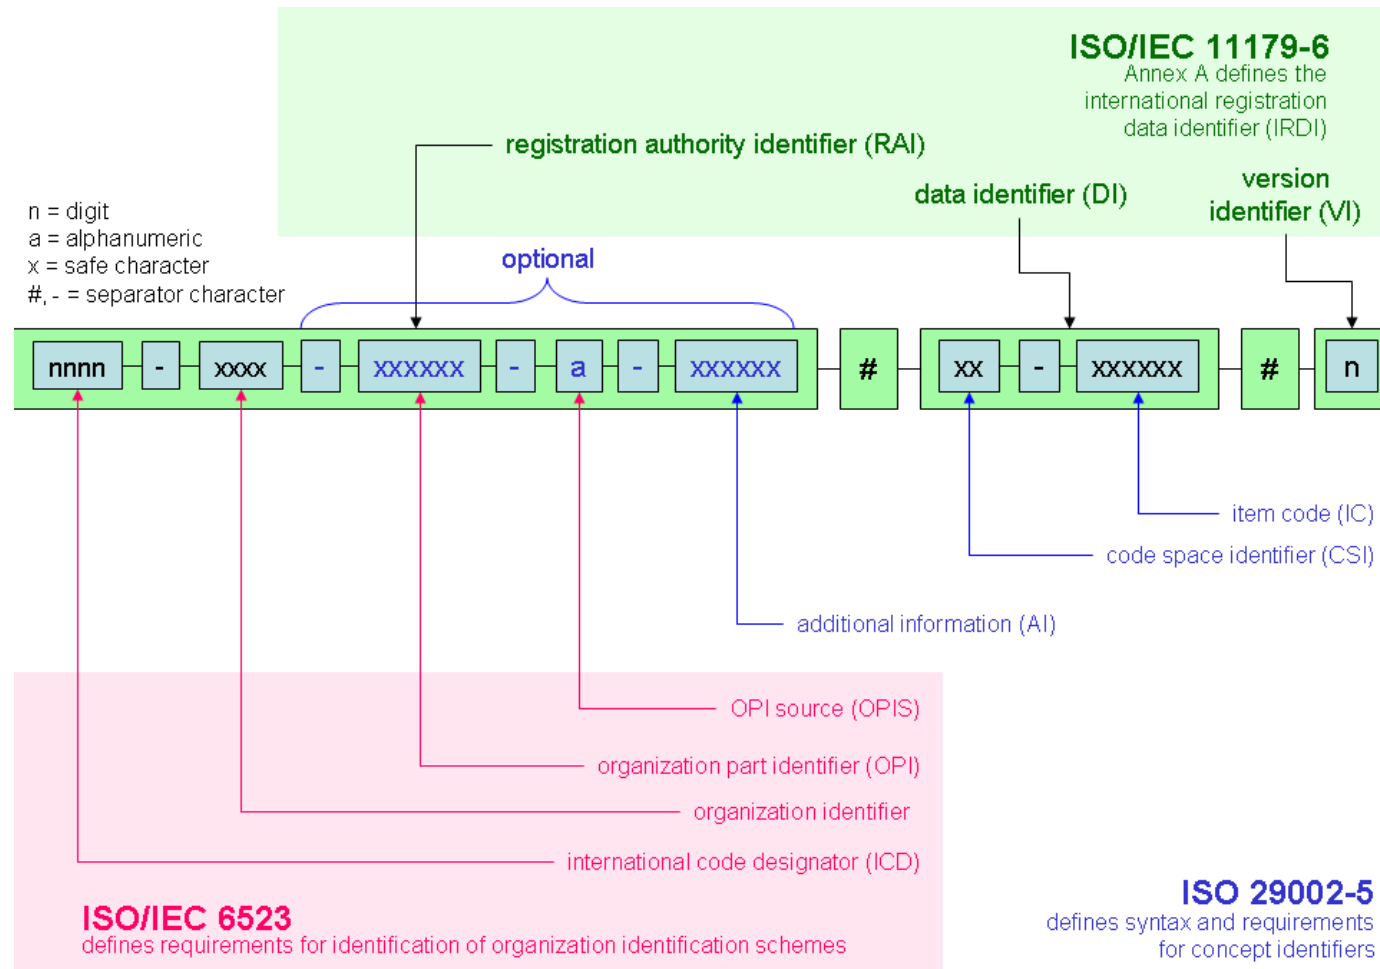 ISO/IEC 11179-6
Annex A defines the
international registration
data identifier (IRDI)
registration authority identifier (RAI)
data identifier (DI)
version
identifier (VI)
n = digit
a = alphanumeric
x = safe character
#, - = separator character
optional
nnnn - xxxx - xxxxxx - a - xxxxxx # xx - xxxxxx # n
item code (IC)
code space identifier (CSI)
additional information (AI)
OPI source (OPIS)
organization part identifier (OPI)
organization identifier
international code designator (ICD)
ISO/IEC 6523
defines requirements for identification of organization identification schemes
ISO 29002-5
defines syntax and requirements
for concept identifiers